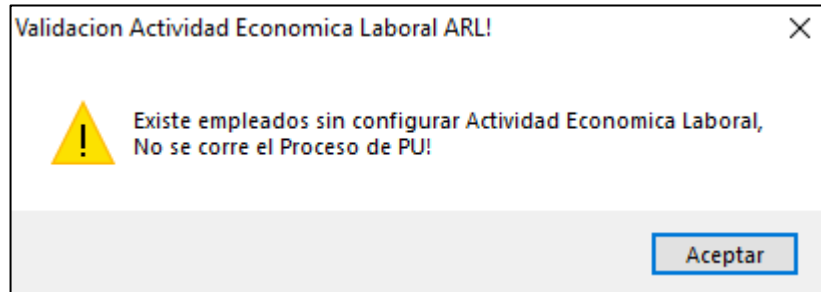 Validacion Actividad Economica Laboral ARL!
Existe empleados sin configurar Actividad Economica Laboral,
No se corre el Proceso de PU!
Aceptar